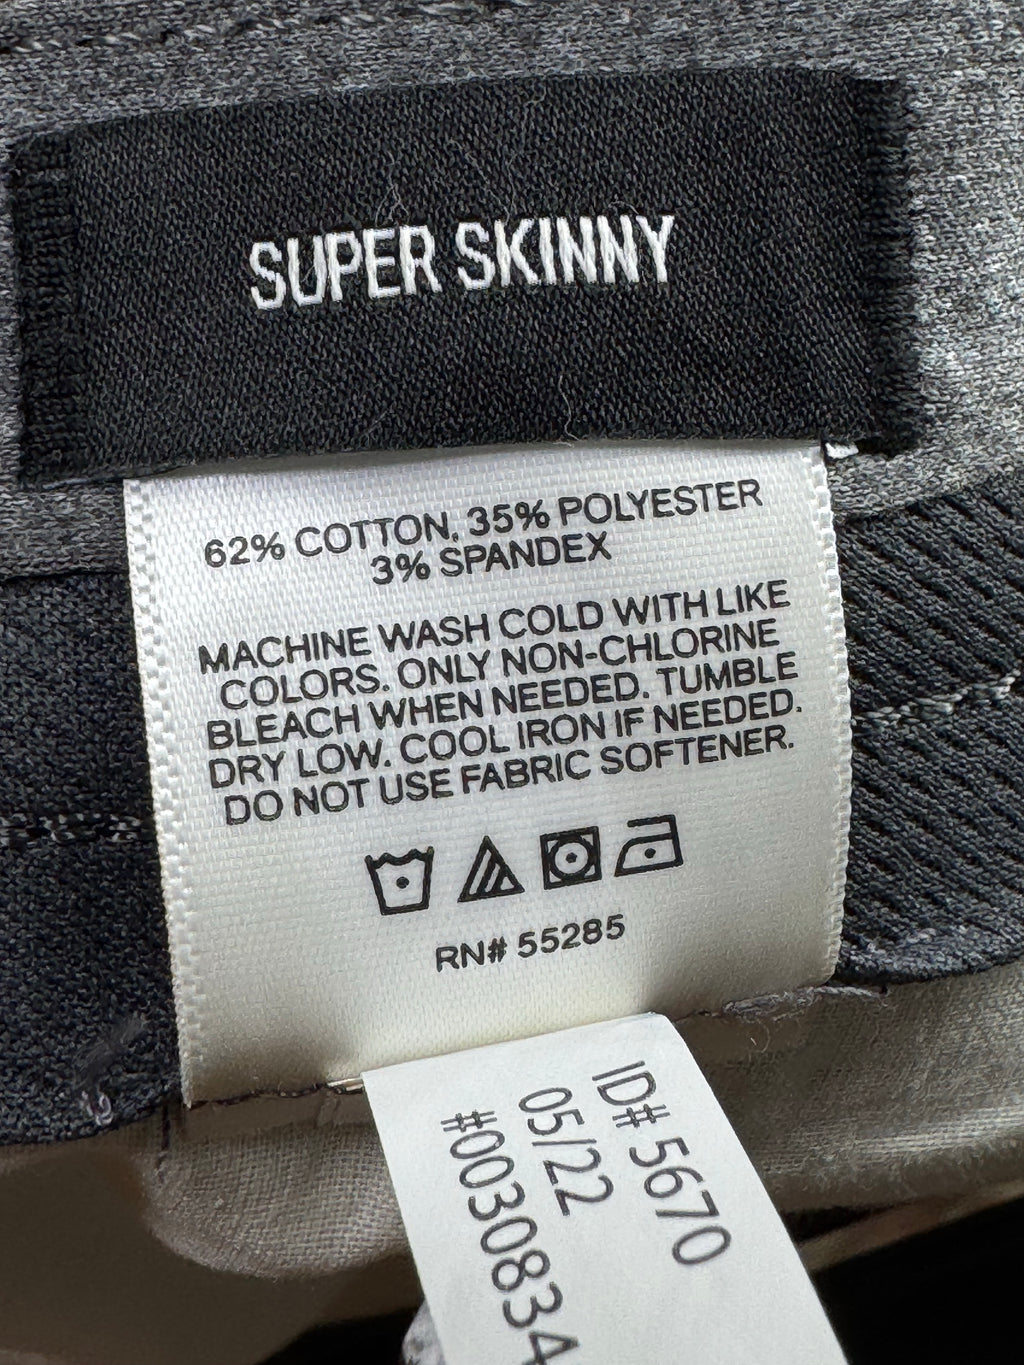 SUPER SKINNY
62% COTTON, 35% POLYESTER
3% SPANDEX
MACHINE WASH COLD WITH LIKE
COLORS. ONLY NON-CHLORINE
BLEACH WHEN NEEDED. TUMBLE
DRY LOW. COOL IRON IF NEEDED.
DO NOT USE FABRIC SOFTENER.
RN# 55285
ID# 5670
05/22
#0030834